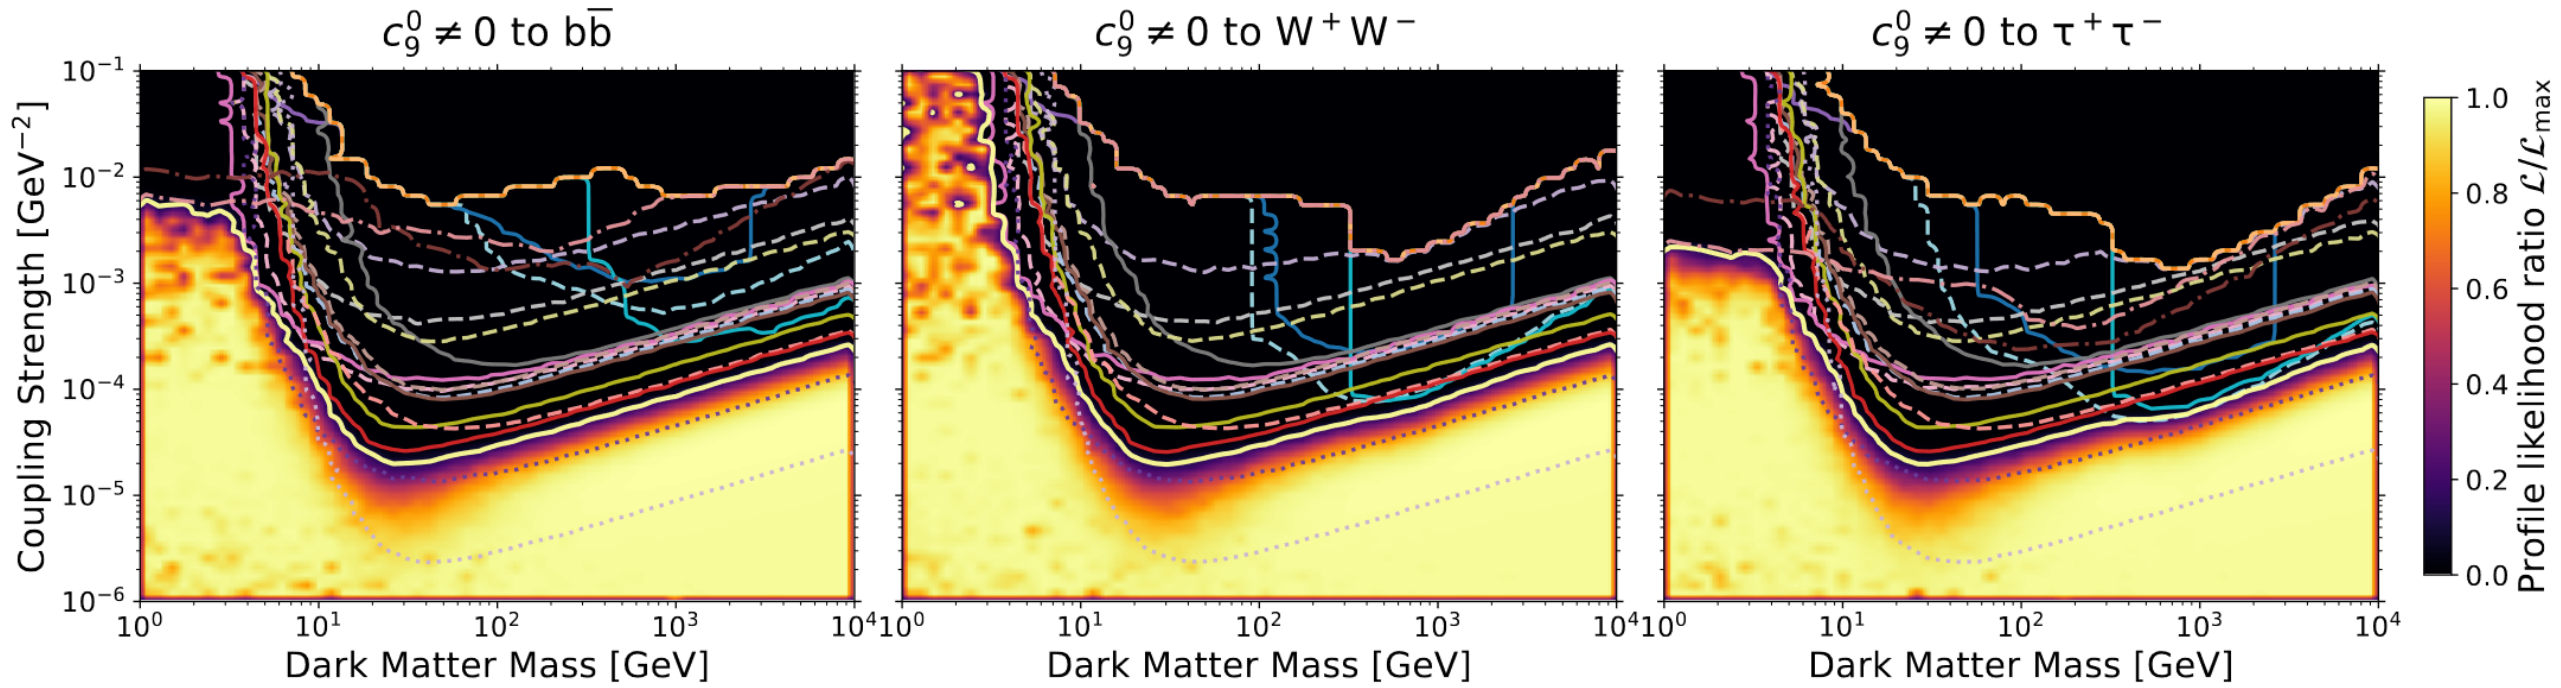 c₉⁰ ≠ 0 to bb̅
c₉⁰ ≠ 0 to W⁺W⁻
c₉⁰ ≠ 0 to τ⁺τ⁻
Coupling Strength [GeV⁻²]
10⁻¹
10⁻²
10⁻³
10⁻⁴
10⁻⁵
10⁻⁶
10⁰ 10¹ 10² 10³ 10⁴
10⁰ 10¹ 10² 10³ 10⁴
10⁰ 10¹ 10² 10³ 10⁴
Dark Matter Mass [GeV]
Dark Matter Mass [GeV]
Dark Matter Mass [GeV]
1.0
0.8
0.6
0.4
0.2
0.0
Profile likelihood ratio ℒ/ℒmax